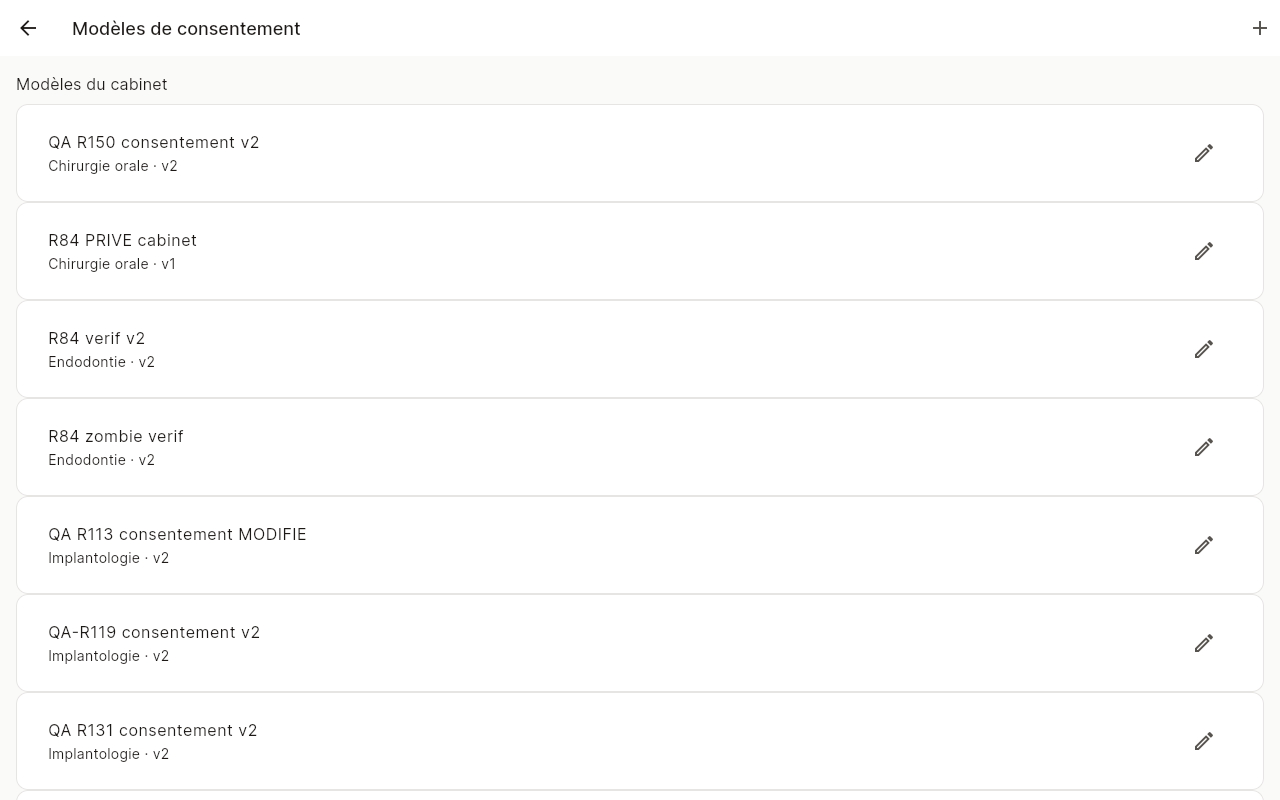 Modèles de consentement
Modèles du cabinet
QA R150 consentement v2
Chirurgie orale · v2
R84 PRIVE cabinet
Chirurgie orale · v1
R84 verif v2
Endodontie · v2
R84 zombie verif
Endodontie · v2
QA R113 consentement MODIFIE
Implantologie · v2
QA-R119 consentement v2
Implantologie · v2
QA R131 consentement v2
Implantologie · v2